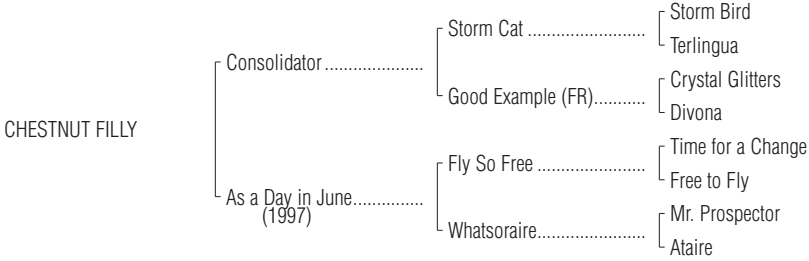 Storm Bird
Storm Cat ........................
Terlingua
Consolidator .....................
Crystal Glitters
Good Example (FR)...........
Divona
CHESTNUT FILLY
Time for a Change
Fly So Free ......................
Free to Fly
As a Day in June...............
(1997)
Mr. Prospector
Whatsoraire......................
Ataire